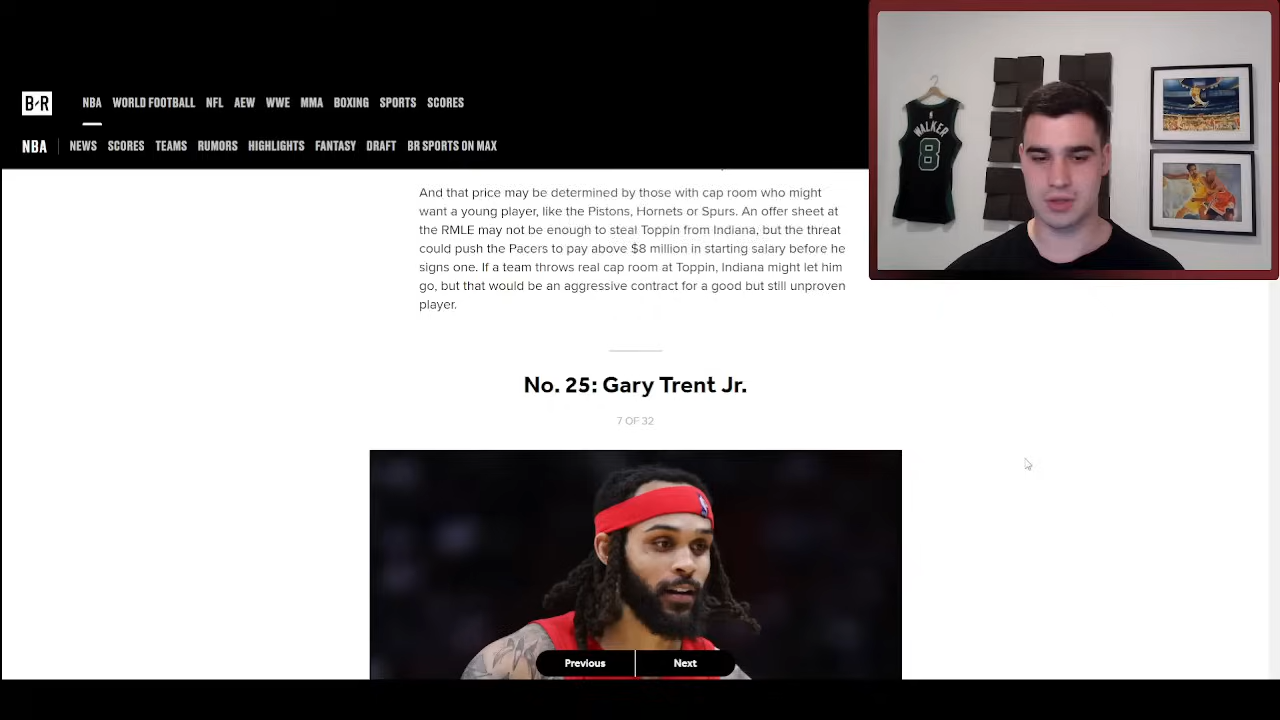 B/R
NBA WORLD FOOTBALL NFL AEW WWE MMA BOXING SPORTS SCORES
NBA NEWS SCORES TEAMS RUMORS HIGHLIGHTS FANTASY DRAFT BR SPORTS ON MAX
And that price may be determined by those with cap room who might
want a young player, like the Pistons, Hornets or Spurs. An offer sheet at
the RMLE may not be enough to steal Toppin from Indiana, but the threat
could push the Pacers to pay above $8 million in starting salary before he
signs one. If a team throws real cap room at Toppin, Indiana might let him
go, but that would be an aggressive contract for a good but still unproven
player.
No. 25: Gary Trent Jr.
7 OF 32
Previous
Next
WALKER
8